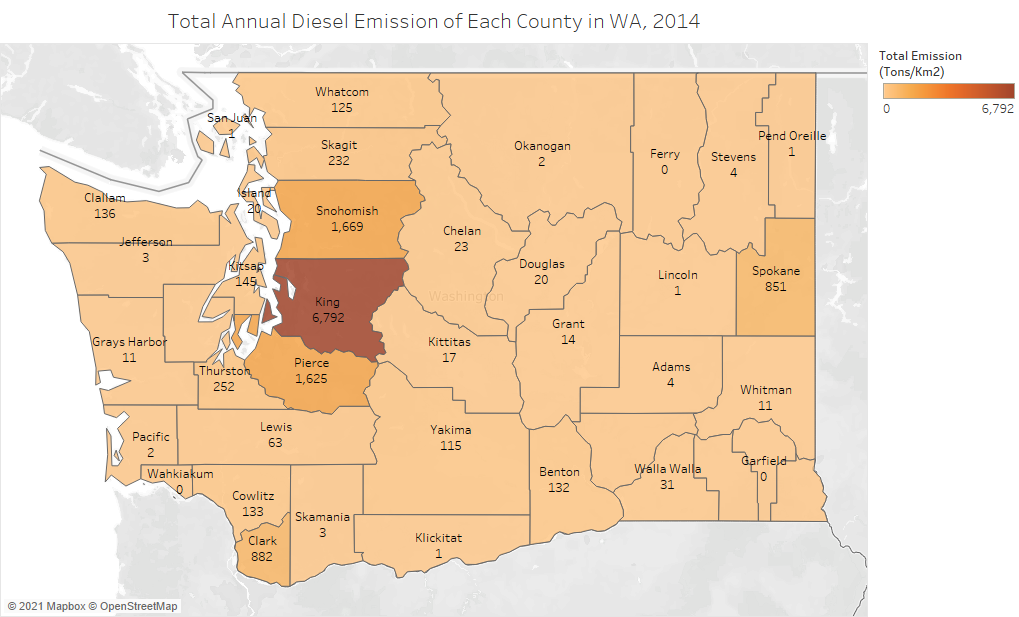 Total Annual Diesel Emission of Each County in WA, 2014
Total Emission
(Tons/Km2)
0
6,792
Whatcom
125
San Juan
1
Skagit
232
Okanogan
2
Ferry
0
Stevens
4
Pend Oreille
1
Clallam
136
Island
20
Snohomish
1,669
Chelan
23
Jefferson
3
Kitsap
145
Douglas
20
Lincoln
1
Spokane
851
Washington
King
6,792
Grant
14
Grays Harbor
11
Kittitas
17
Thurston
252
Pierce
1,625
Adams
4
Whitman
11
Pacific
2
Lewis
63
Yakima
115
Wahkiakum
0
Benton
132
Walla Walla
31
Garfield
0
Cowlitz
133
Skamania
3
Clark
882
Klickitat
1
© 2021 Mapbox © OpenStreetMap